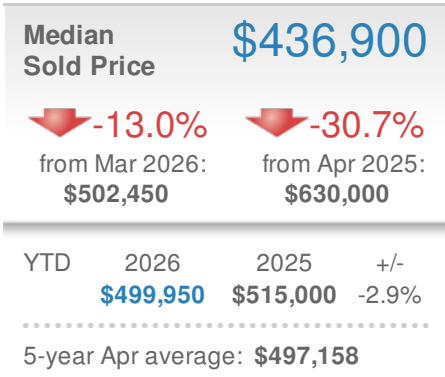 Median $436,900
Sold Price
-13.0% -30.7%
from Mar 2026: from Apr 2025:
$502,450 $630,000
YTD 2026 2025 +/-
$499,950 $515,000 -2.9%
5-year Apr average: $497,158